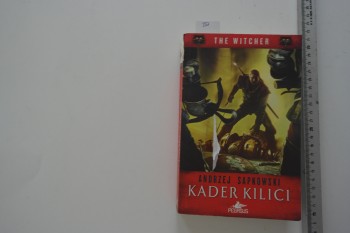 THE WITCHER
ANDRZEJ SAPKOWSKI
KADER KILICI
PEGASUS